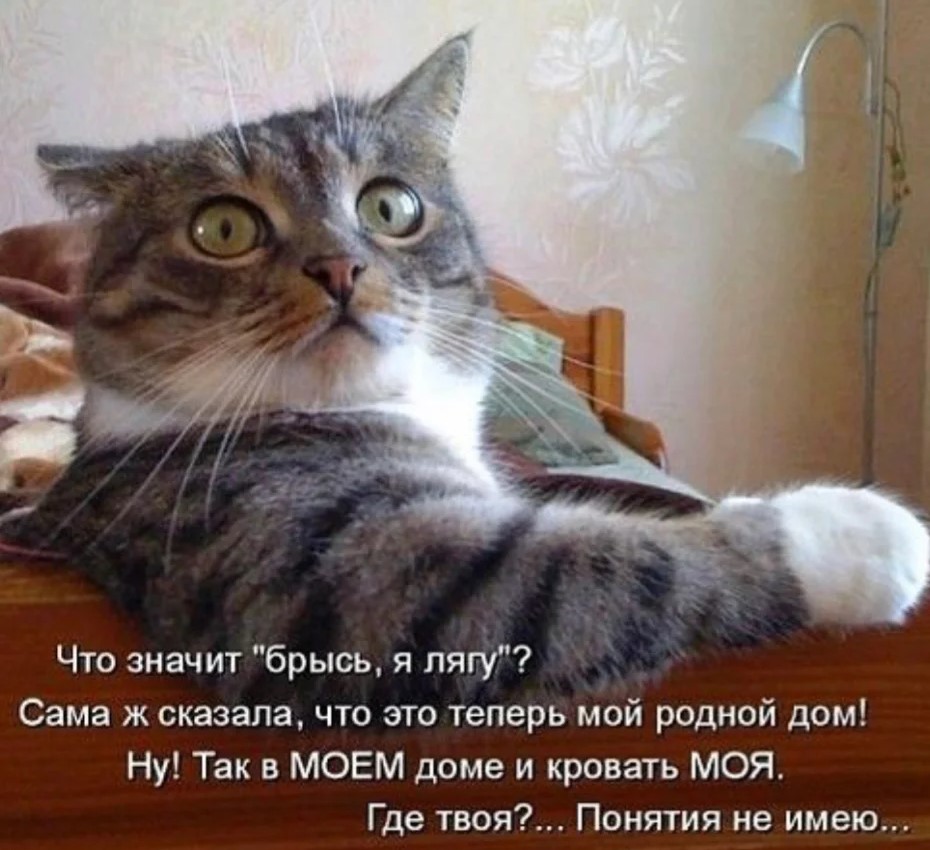 Что значит "брысь, я лягу"?
Сама ж сказала, что это теперь мой родной дом!
Ну! Так в МОЕМ доме и кровать МОЯ.
Где твоя?... Понятия не имею...